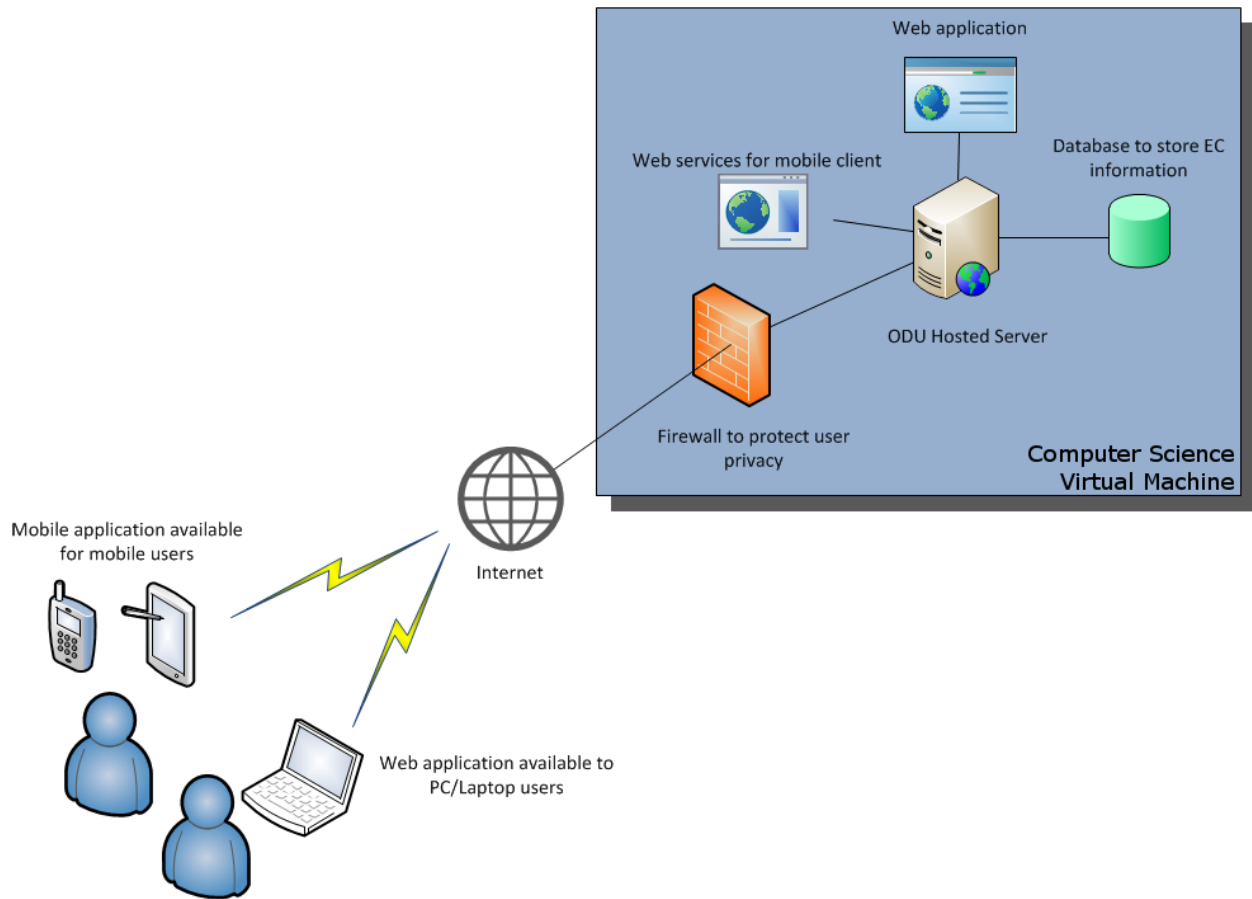 Web application
Web services for mobile client
Database to store EC
information
ODU Hosted Server
Firewall to protect user
privacy
Computer Science
Virtual Machine
Internet
Mobile application available
for mobile users
Web application available to
PC/Laptop users